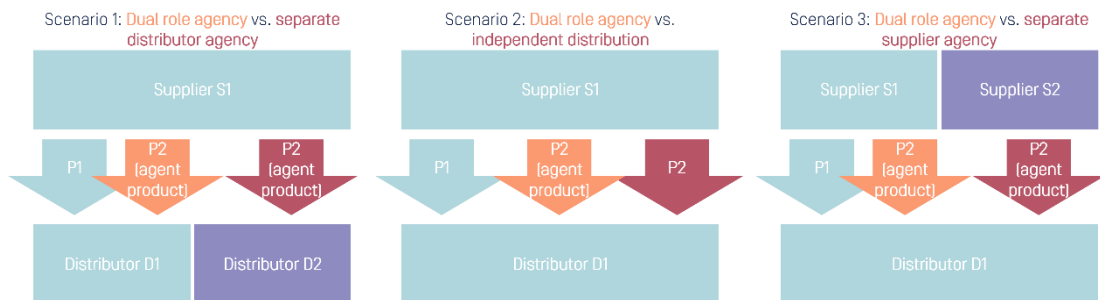 Scenario 1: Dual role agency vs. separate
distributor agency
Supplier S1
P1
P2
(agent
product)
P2
(agent
product)
Distributor D1
Distributor D2
Scenario 2: Dual role agency vs.
independent distribution
Supplier S1
P1
P2
(agent
product)
P2
Distributor D1
Scenario 3: Dual role agency vs. separate
supplier agency
Supplier S1
Supplier S2
P1
P2
(agent
product)
P2
(agent
product)
Distributor D1